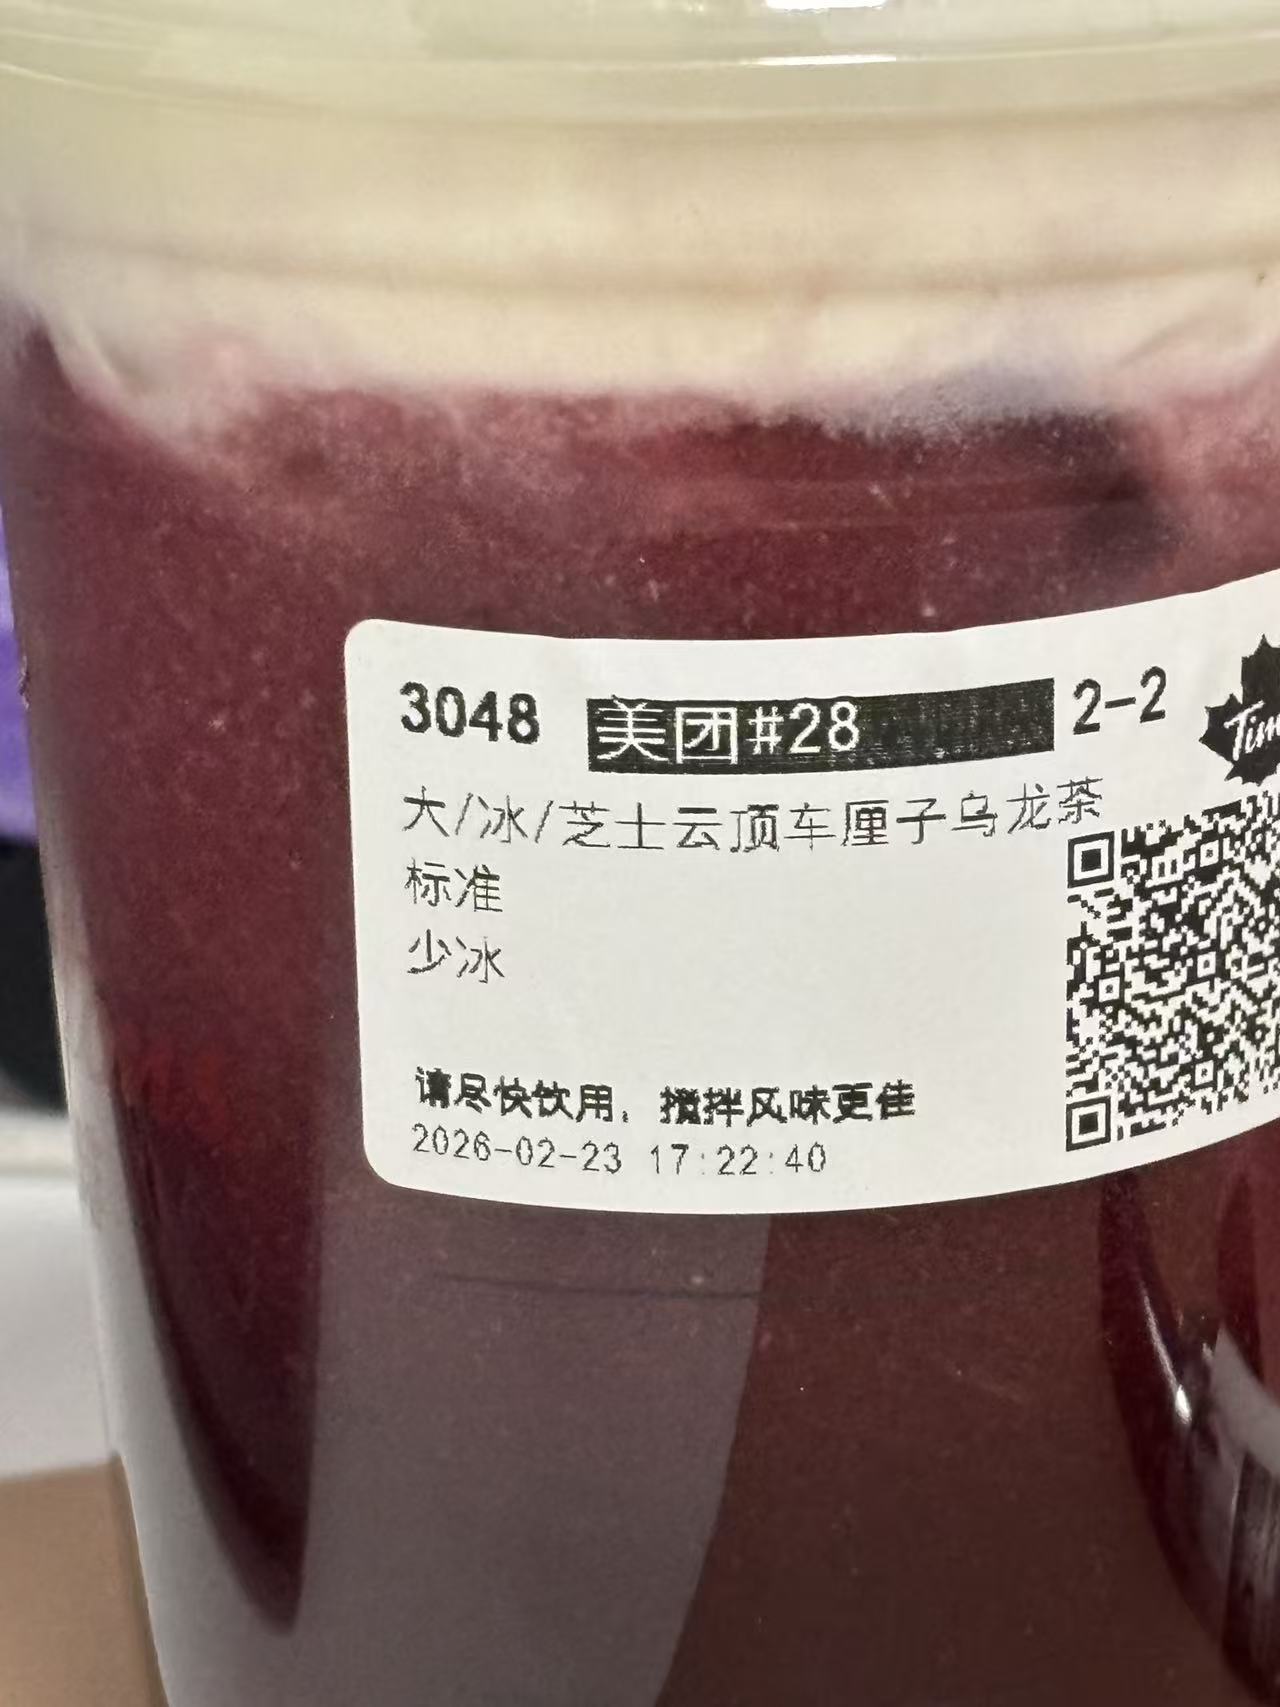 3048 美团#28 2-2
Tim
大/冰/芝士云顶车厘子乌龙茶
标准
少冰
请尽快饮用，搅拌风味更佳
2026-02-23 17:22:40